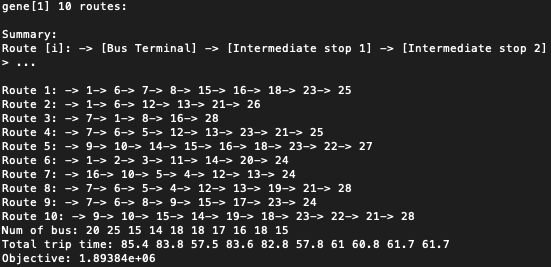 gene[1] 10 routes:
Summary:
Route [i]: -> [Bus Terminal] -> [Intermediate stop 1] -> [Intermediate stop 2]
> ...
Route 1: -> 1-> 6-> 7-> 8-> 15-> 16-> 18-> 23-> 25
Route 2: -> 1-> 6-> 12-> 13-> 21-> 26
Route 3: -> 7-> 1-> 8-> 16-> 28
Route 4: -> 7-> 6-> 5-> 12-> 13-> 23-> 21-> 25
Route 5: -> 9-> 10-> 14-> 15-> 16-> 18-> 23-> 22-> 27
Route 6: -> 1-> 2-> 3-> 11-> 14-> 20-> 24
Route 7: -> 16-> 10-> 5-> 4-> 12-> 13-> 24
Route 8: -> 7-> 6-> 5-> 4-> 12-> 13-> 19-> 21-> 28
Route 9: -> 7-> 6-> 8-> 9-> 15-> 17-> 23-> 24
Route 10: -> 9-> 10-> 15-> 14-> 19-> 18-> 23-> 22-> 21-> 28
Num of bus: 20 25 15 14 18 18 17 16 18 15
Total trip time: 85.4 83.8 57.5 83.6 82.8 57.8 61 60.8 61.7 61.7
Objective: 1.89384e+06